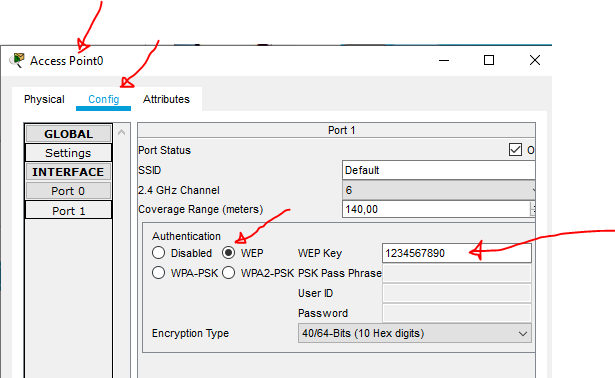 Access Point0
Physical Config Attributes
GLOBAL
Settings
INTERFACE
Port 0
Port 1
Port 1
Port Status O
SSID Default
2.4 GHz Channel 6
Coverage Range (meters) 140,00
Authentication
Disabled WEP WEP Key 1234567890
WPA-PSK WPA2-PSK PSK Pass Phrase
User ID
Password
Encryption Type 40/64-Bits (10 Hex digits)